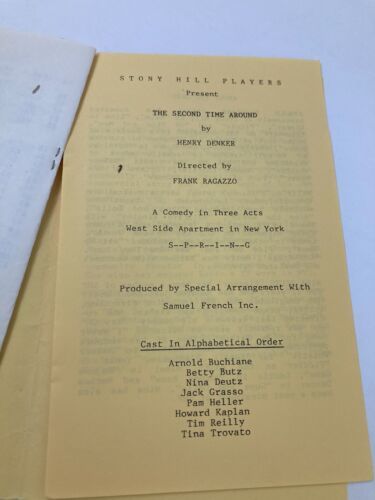 STONY HILL PLAYERS
Present
THE SECOND TIME AROUND
by
HENRY DENKER
Directed by
FRANK RAGAZZO
A Comedy in Three Acts
West Side Apartment in New York
S--P--R--I--N--G
Produced by Special Arrangement With
Samuel French Inc.
Cast In Alphabetical Order
Arnold Buchiane
Betty Butz
Nina Deutz
Jack Grasso
Pam Heller
Howard Kaplan
Tim Reilly
Tina Trovato